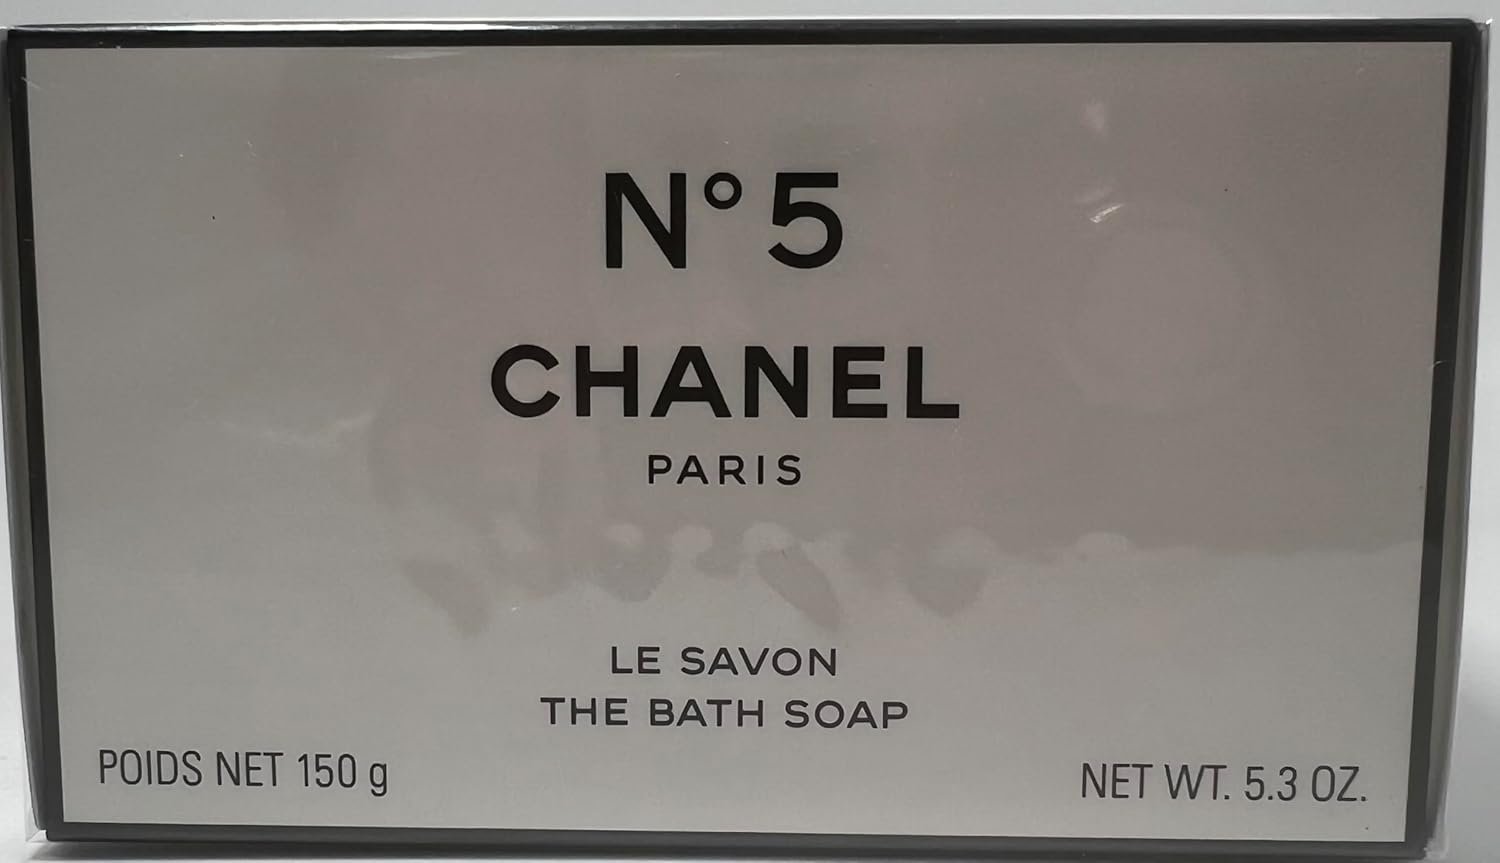 N°5
CHANEL
PARIS
LE SAVON
THE BATH SOAP
POIDS NET 150 g
NET WT. 5.3 OZ.